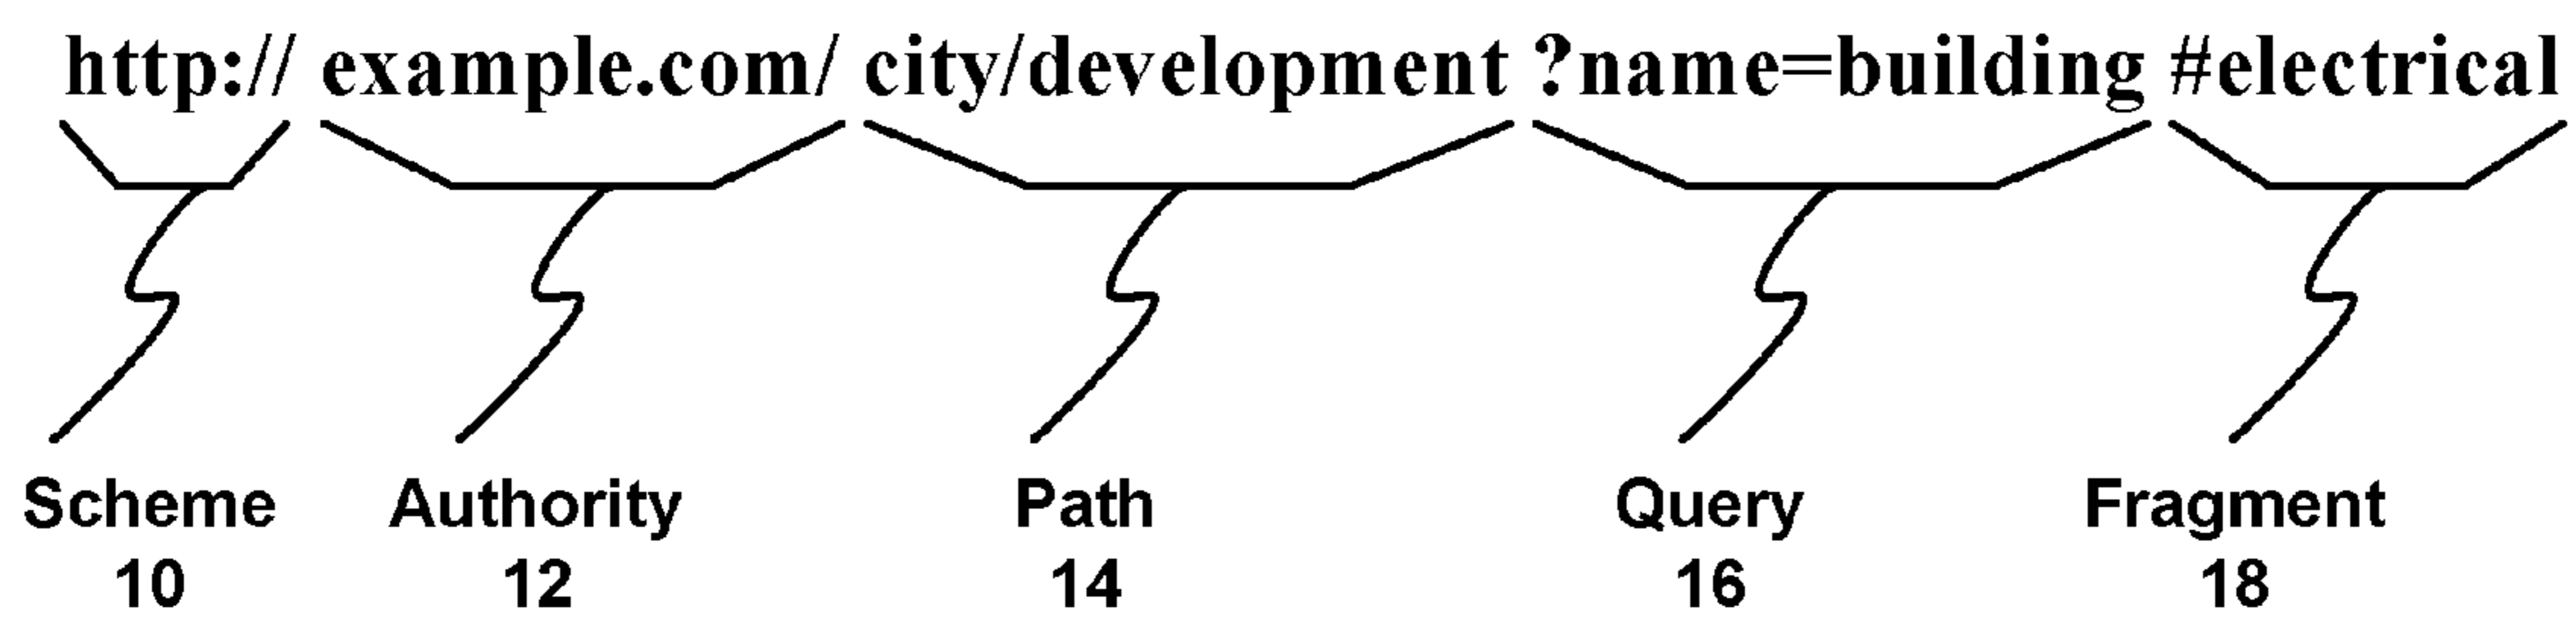 http:// example.com/ city/development ?name=building #electrical
Scheme Authority Path Query Fragment
10 12 14 16 18